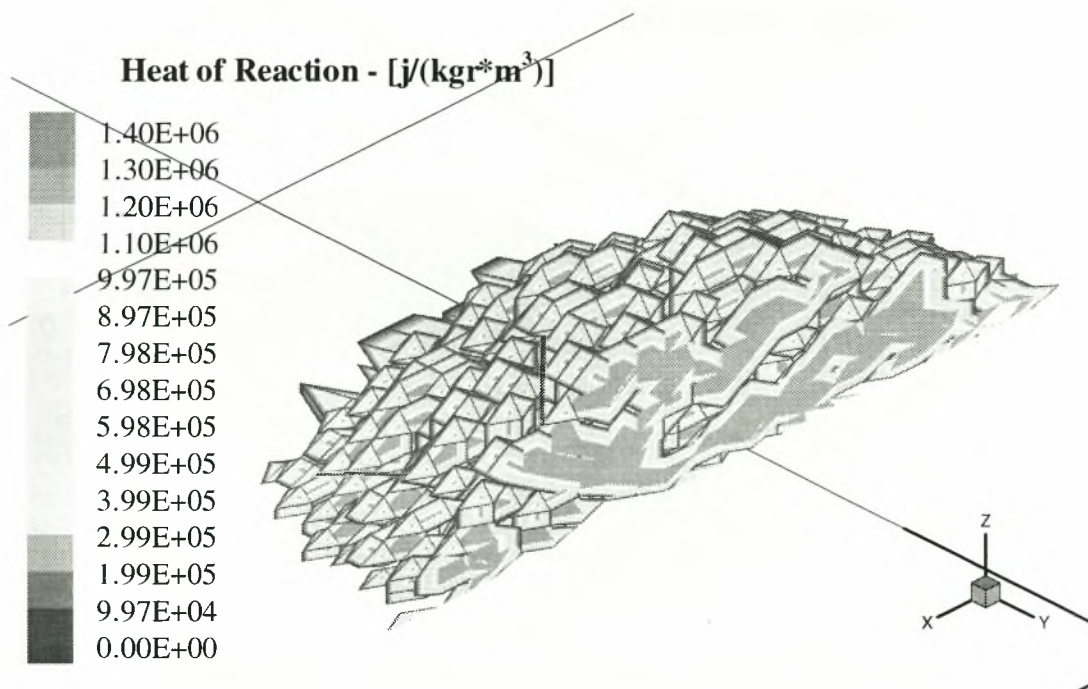 Heat of Reaction - [j/(kgr*m³)]
1.40E+06
1.30E+06
1.20E+06
1.10E+06
9.97E+05
8.97E+05
7.98E+05
6.98E+05
5.98E+05
4.99E+05
3.99E+05
2.99E+05
1.99E+05
9.97E+04
0.00E+00
Z
X
Y